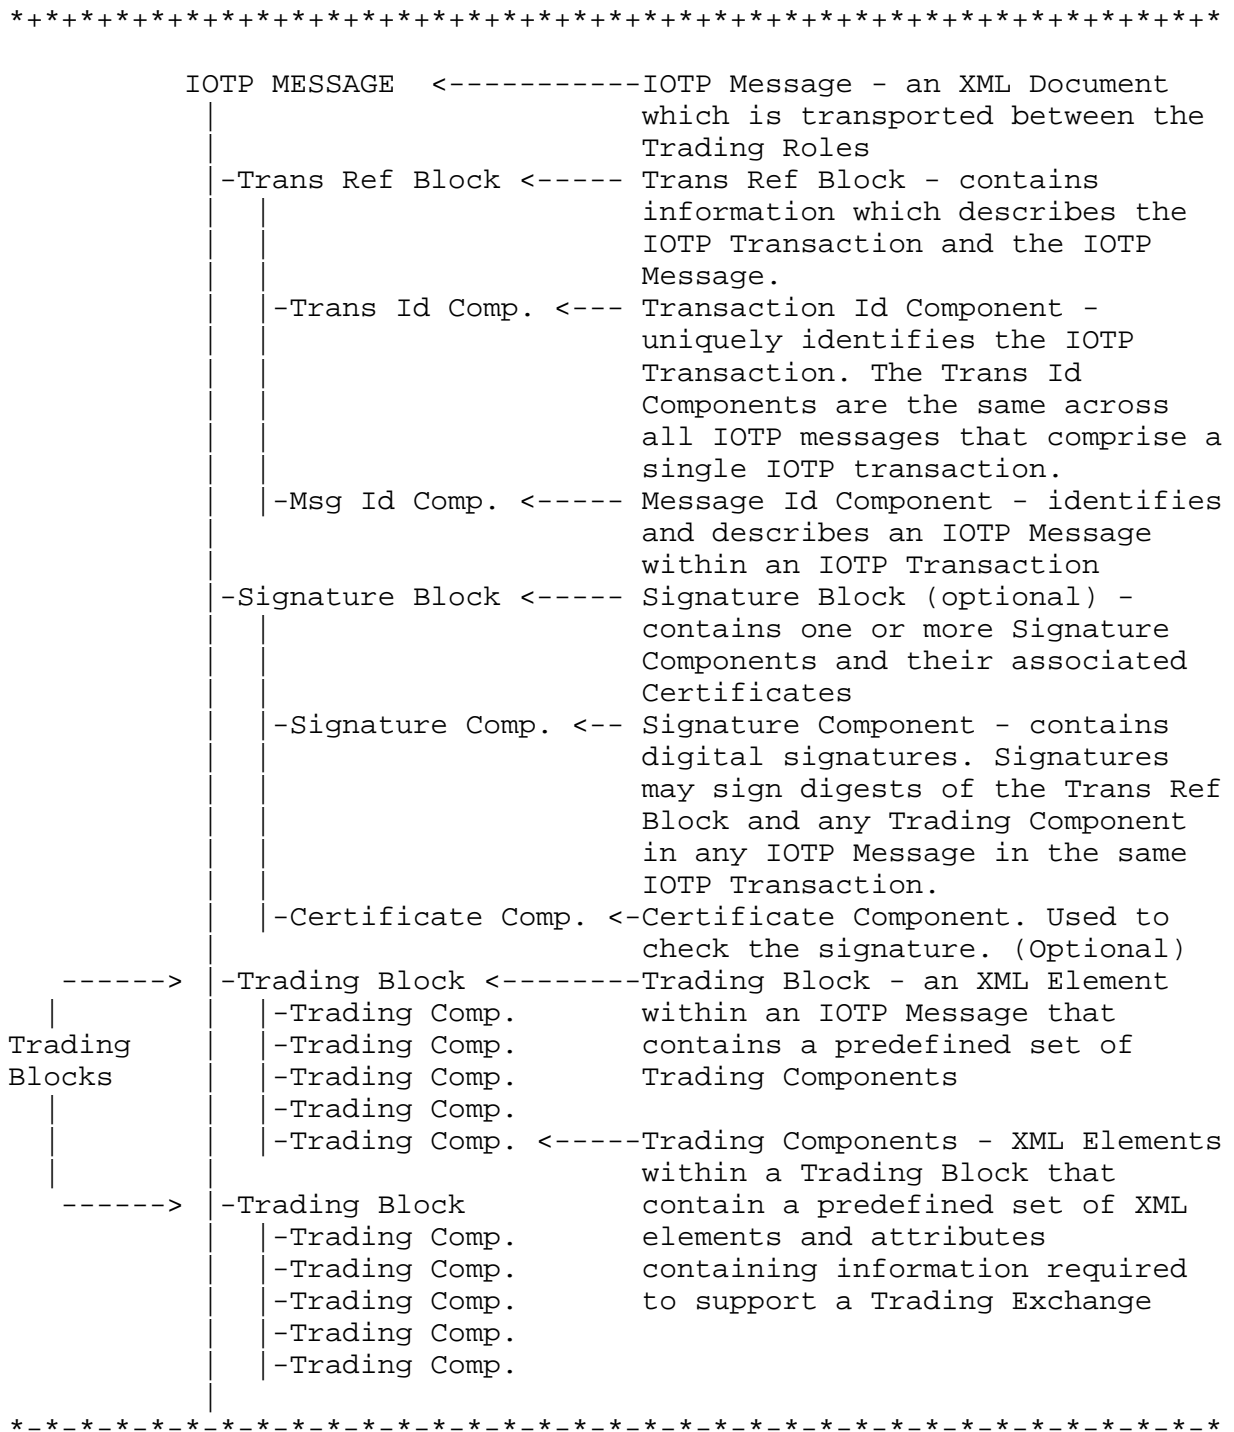 *+*+*+*+*+*+*+*+*+*+*+*+*+*+*+*+*+*+*+*+*+*+*+*+*+*+*+*+*+*+*+*+*+*+*
IOTP MESSAGE <-----------IOTP Message - an XML Document
| which is transported between the
| Trading Roles
|-Trans Ref Block <----- Trans Ref Block - contains
| | information which describes the
| | IOTP Transaction and the IOTP
| | Message.
| |-Trans Id Comp. <--- Transaction Id Component -
| | uniquely identifies the IOTP
| | Transaction. The Trans Id
| | Components are the same across
| | all IOTP messages that comprise a
| | single IOTP transaction.
| |-Msg Id Comp. <----- Message Id Component - identifies
| and describes an IOTP Message
| within an IOTP Transaction
|-Signature Block <----- Signature Block (optional) -
| | contains one or more Signature
| | Components and their associated
| | Certificates
| |-Signature Comp. <-- Signature Component - contains
| | digital signatures. Signatures
| | may sign digests of the Trans Ref
| | Block and any Trading Component
| | in any IOTP Message in the same
| | IOTP Transaction.
| |-Certificate Comp. <-Certificate Component. Used to
| check the signature. (Optional)
------> |-Trading Block <--------Trading Block - an XML Element
| | |-Trading Comp. within an IOTP Message that
Trading | |-Trading Comp. contains a predefined set of
Blocks | |-Trading Comp. Trading Components
| | |-Trading Comp.
| | |-Trading Comp. <-----Trading Components - XML Elements
| | within a Trading Block that
------> |-Trading Block contain a predefined set of XML
| |-Trading Comp. elements and attributes
| |-Trading Comp. containing information required
| |-Trading Comp. to support a Trading Exchange
| |-Trading Comp.
| |-Trading Comp.
|
*-*-*-*-*-*-*-*-*-*-*-*-*-*-*-*-*-*-*-*-*-*-*-*-*-*-*-*-*-*-*-*-*-*-*